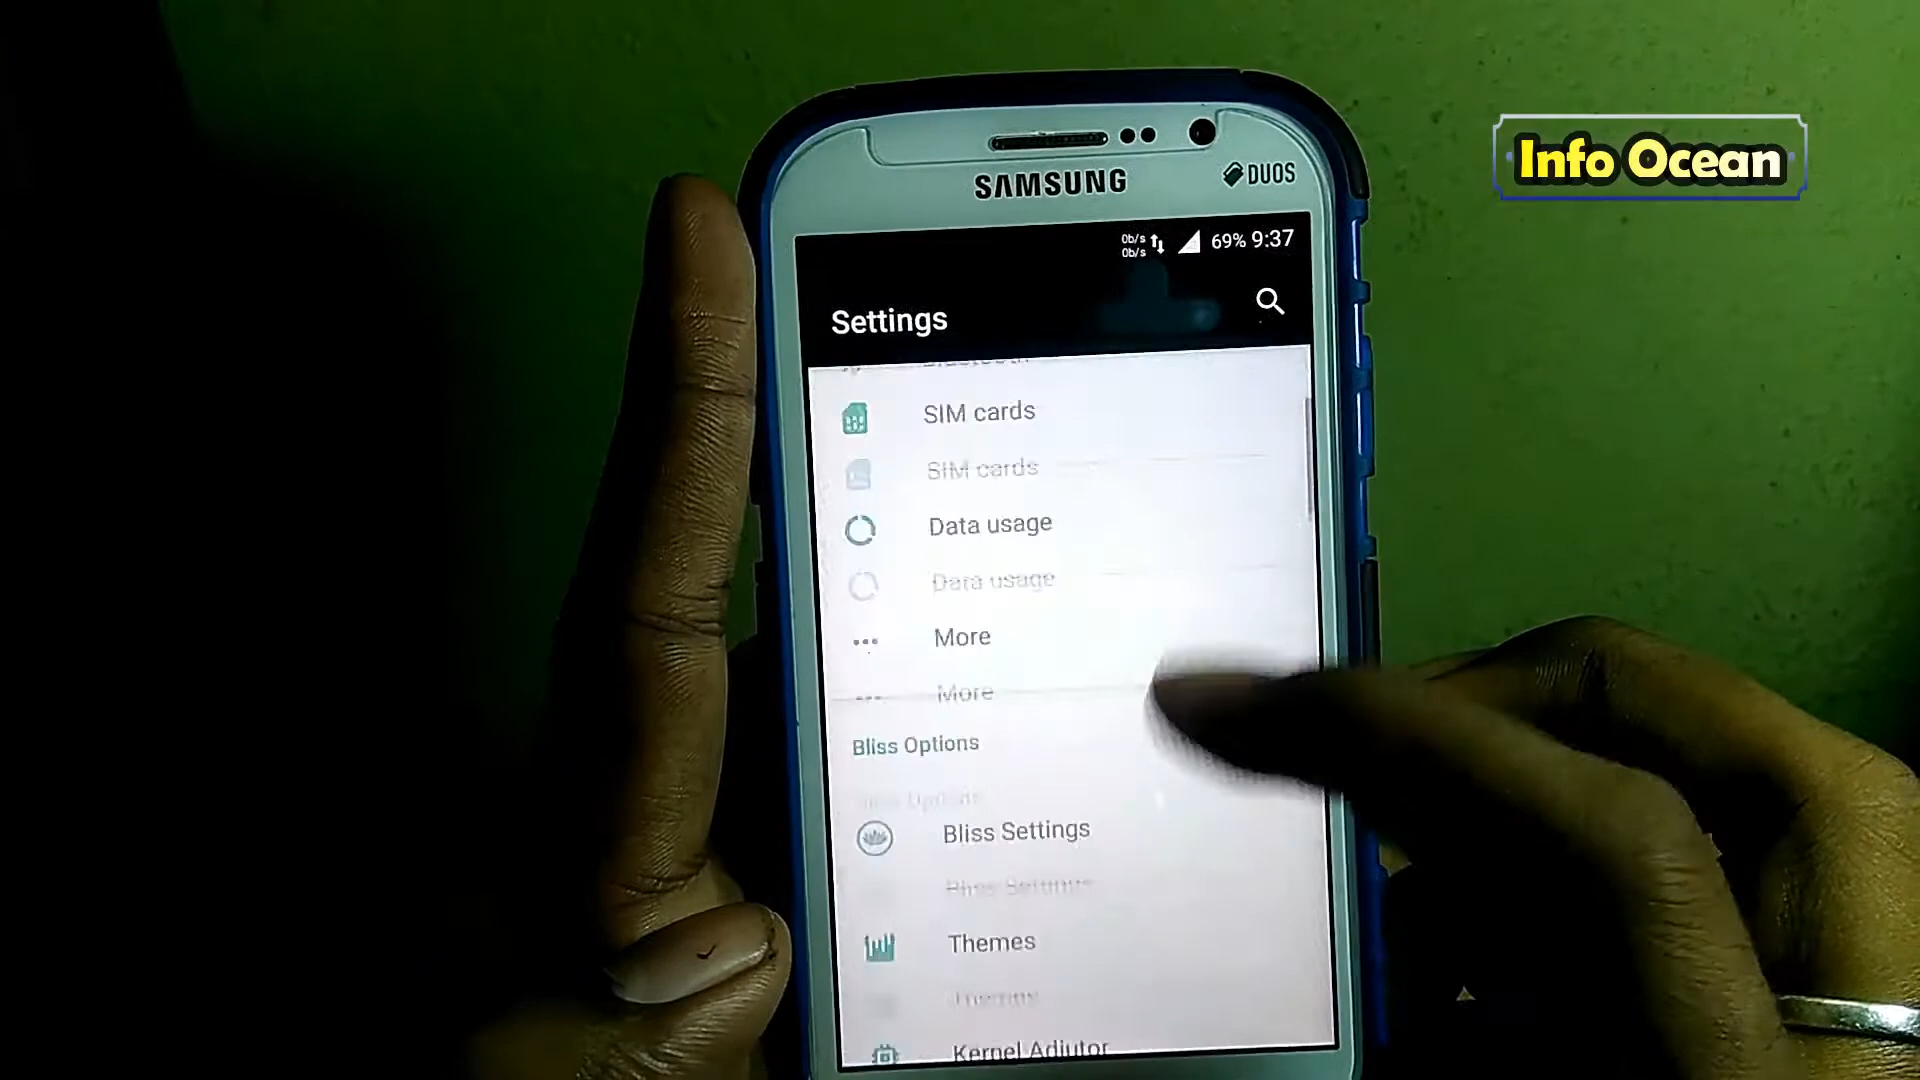 Info Ocean
SAMSUNG
DUOS
0b/s
0b/s
69% 9:37
Settings
Bluetooth
SIM cards
SIM cards
Data usage
Data usage
More
More
Bliss Options
Bliss Options
Bliss Settings
Bliss Settings
Themes
Themes
Kernel Adiutor